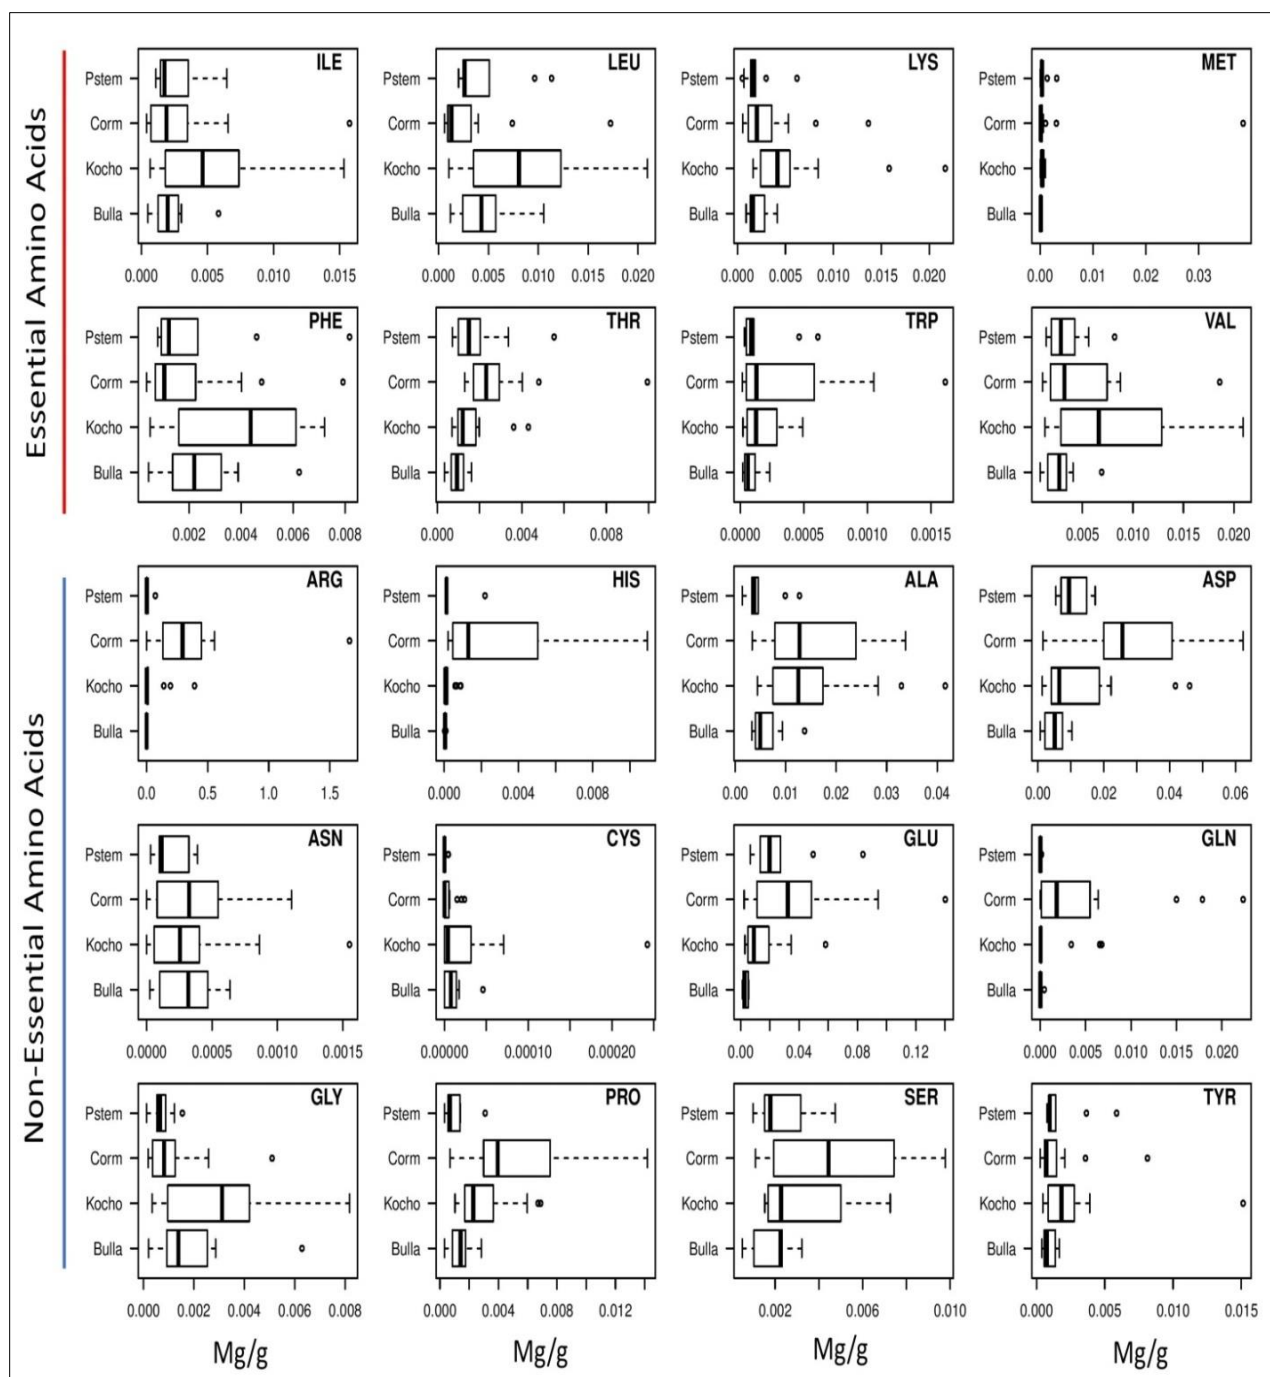 Essential Amino Acids
ILE
Pstem
Corm
Kocho
Bulla
0.000 0.005 0.010 0.015
LEU
Pstem
Corm
Kocho
Bulla
0.000 0.005 0.010 0.020
LYS
Pstem
Corm
Kocho
Bulla
0.000 0.005 0.010 0.020
MET
Pstem
Corm
Kocho
Bulla
0.00 0.01 0.02 0.03
PHE
Pstem
Corm
Kocho
Bulla
0.002 0.004 0.006 0.008
THR
Pstem
Corm
Kocho
Bulla
0.000 0.004 0.008
TRP
Pstem
Corm
Kocho
Bulla
0.0000 0.0005 0.0010 0.0015
VAL
Pstem
Corm
Kocho
Bulla
0.005 0.010 0.015 0.020
Non-Essential Amino Acids
ARG
Pstem
Corm
Kocho
Bulla
0.0 0.5 1.0 1.5
HIS
Pstem
Corm
Kocho
Bulla
0.000 0.004 0.008
ALA
Pstem
Corm
Kocho
Bulla
0.00 0.01 0.02 0.03 0.04
ASP
Pstem
Corm
Kocho
Bulla
0.00 0.02 0.04 0.06
ASN
Pstem
Corm
Kocho
Bulla
0.0000 0.0005 0.0010 0.0015
CYS
Pstem
Corm
Kocho
Bulla
0.00000 0.00010 0.00020
GLU
Pstem
Corm
Kocho
Bulla
0.00 0.04 0.08 0.12
GLN
Pstem
Corm
Kocho
Bulla
0.000 0.005 0.010 0.015 0.020
GLY
Pstem
Corm
Kocho
Bulla
0.000 0.002 0.004 0.006 0.008
PRO
Pstem
Corm
Kocho
Bulla
0.000 0.004 0.008 0.012
SER
Pstem
Corm
Kocho
Bulla
0.002 0.006 0.010
TYR
Pstem
Corm
Kocho
Bulla
0.000 0.005 0.010 0.015
Mg/g Mg/g Mg/g Mg/g